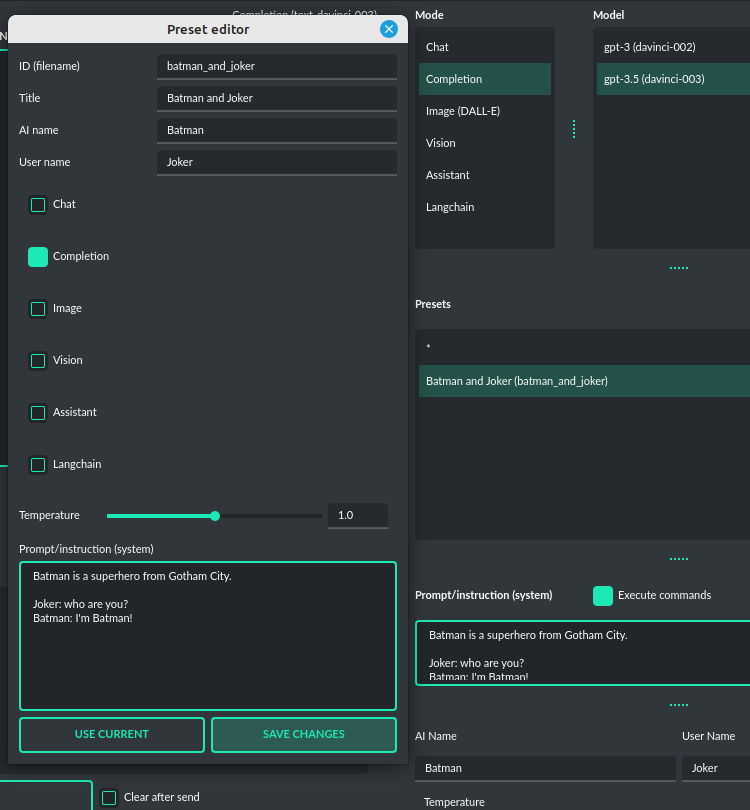 Completion (text-davinci-003)
Preset editor
ID (filename)
batman_and_joker
Title
Batman and Joker
AI name
Batman
User name
Joker
Chat
Completion
Image
Vision
Assistant
Langchain
Temperature
1.0
Prompt/instruction (system)
Batman is a superhero from Gotham City.
Joker: who are you?
Batman: I'm Batman!
USE CURRENT
SAVE CHANGES
Clear after send
Mode
Chat
Completion
Image (DALL-E)
Vision
Assistant
Langchain
Model
gpt-3 (davinci-002)
gpt-3.5 (davinci-003)
Presets
*
Batman and Joker (batman_and_joker)
Prompt/instruction (system)
Execute commands
Batman is a superhero from Gotham City.
Joker: who are you?
Batman: I'm Batman!
AI Name
User Name
Batman
Joker
Temperature